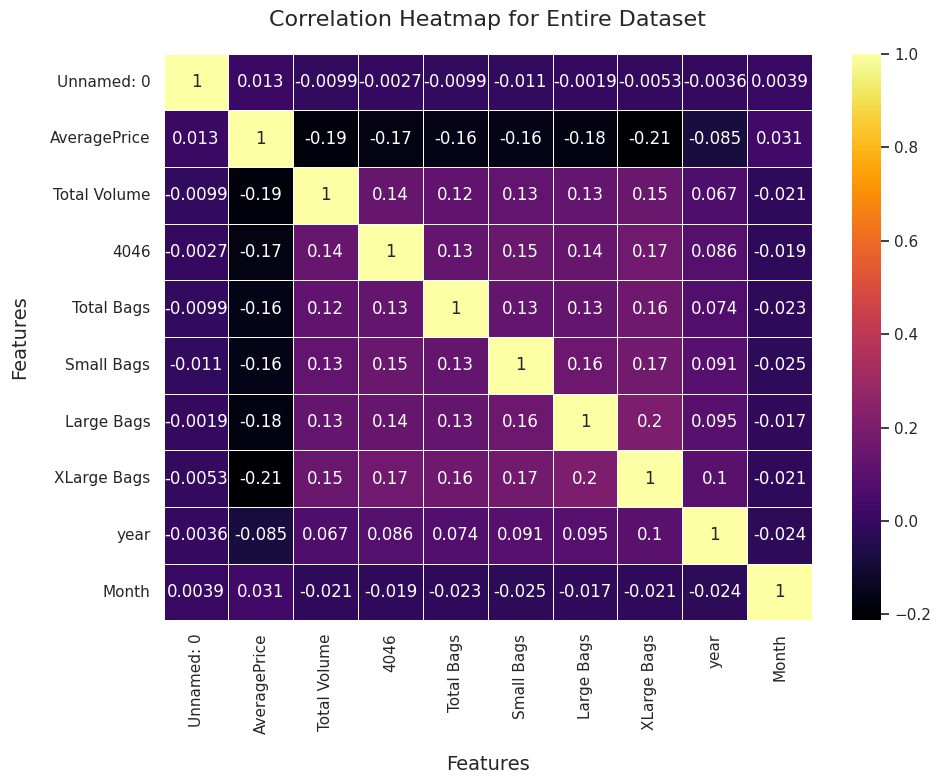 Correlation Heatmap for Entire Dataset
Unnamed: 0 1 0.013 -0.0099 -0.0027 -0.0099 -0.011 -0.0019 -0.0053 -0.0036 0.0039
AveragePrice 0.013 1 -0.19 -0.17 -0.16 -0.16 -0.18 -0.21 -0.085 0.031
Total Volume -0.0099 -0.19 1 0.14 0.12 0.13 0.13 0.15 0.067 -0.021
4046 -0.0027 -0.17 0.14 1 0.13 0.15 0.14 0.17 0.086 -0.019
Total Bags -0.0099 -0.16 0.12 0.13 1 0.13 0.13 0.16 0.074 -0.023
Small Bags -0.011 -0.16 0.13 0.15 0.13 1 0.16 0.17 0.091 -0.025
Large Bags -0.0019 -0.18 0.13 0.14 0.13 0.16 1 0.2 0.095 -0.017
XLarge Bags -0.0053 -0.21 0.15 0.17 0.16 0.17 0.2 1 0.1 -0.021
year -0.0036 -0.085 0.067 0.086 0.074 0.091 0.095 0.1 1 -0.024
Month 0.0039 0.031 -0.021 -0.019 -0.023 -0.025 -0.017 -0.021 -0.024 1
Features
Unnamed: 0
AveragePrice
Total Volume
4046
Total Bags
Small Bags
Large Bags
XLarge Bags
year
Month
Features
1.0
0.8
0.6
0.4
0.2
0.0
−0.2